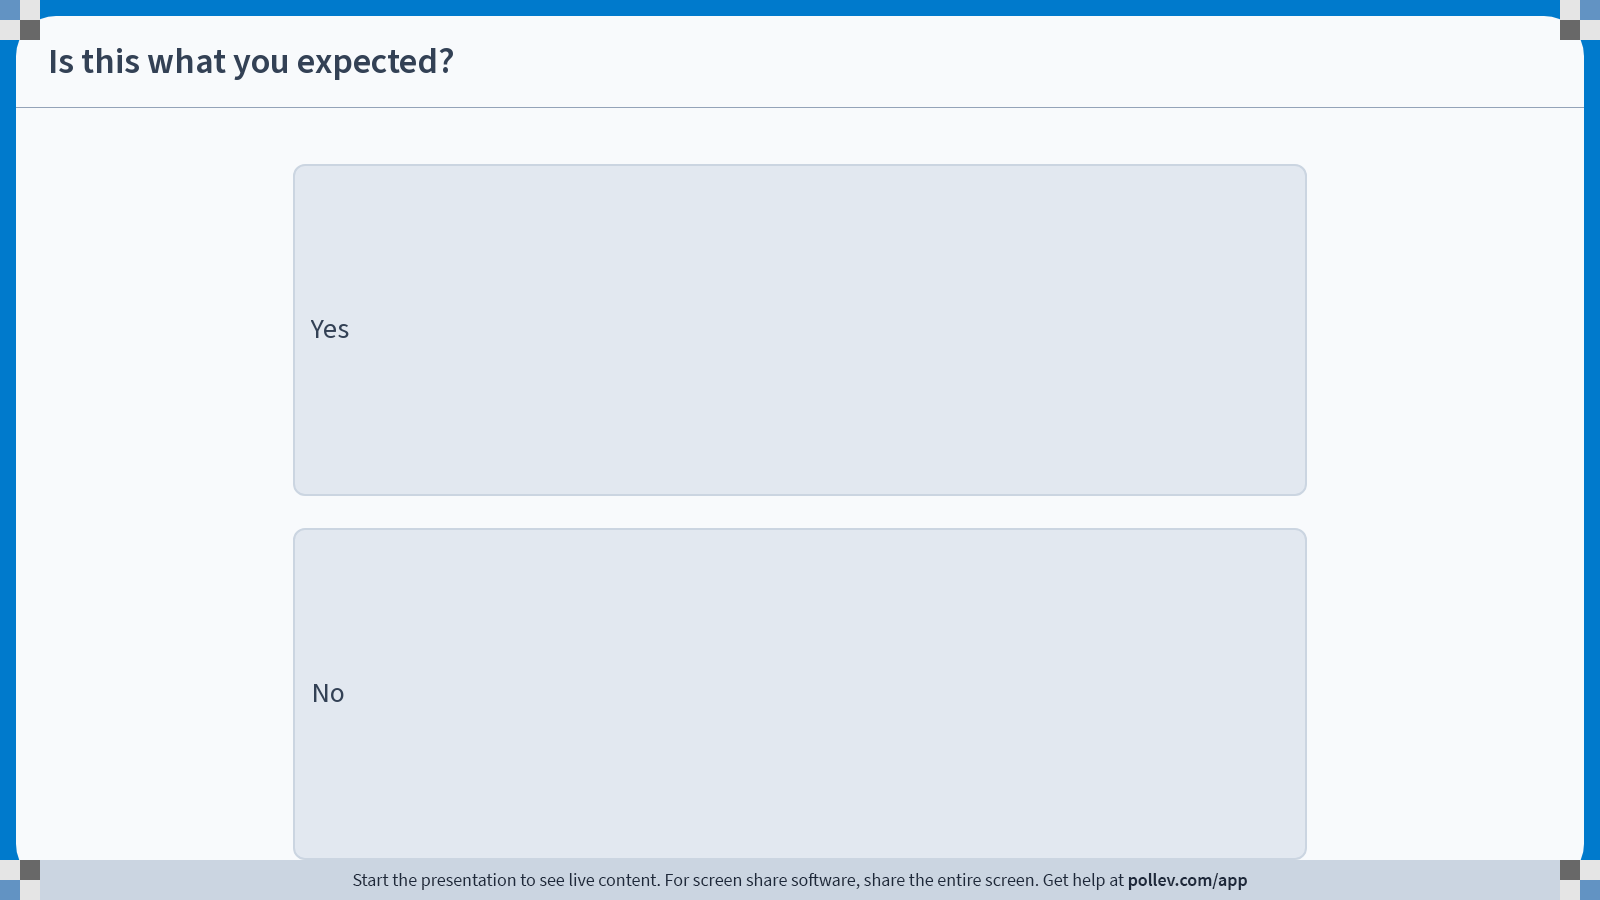 Is this what you expected?
Yes
No
Start the presentation to see live content. For screen share software, share the entire screen. Get help at pollev.com/app